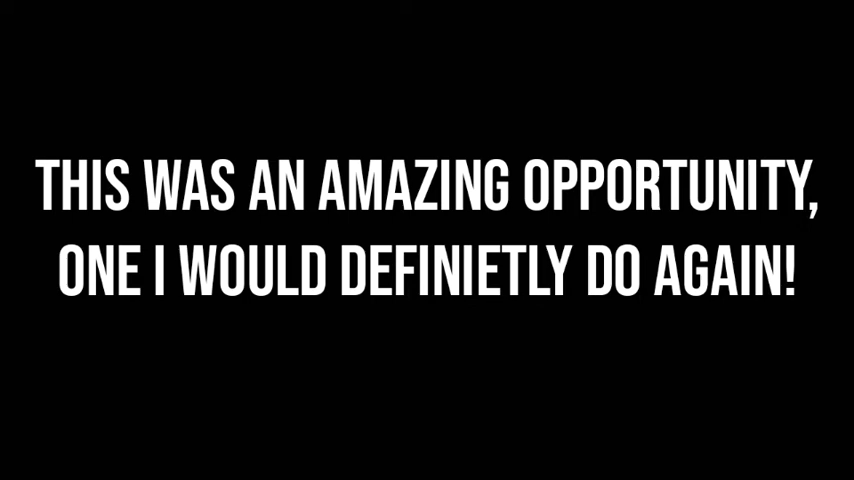 THIS WAS AN AMAZING OPPORTUNITY,
ONE I WOULD DEFINIETLY DO AGAIN!